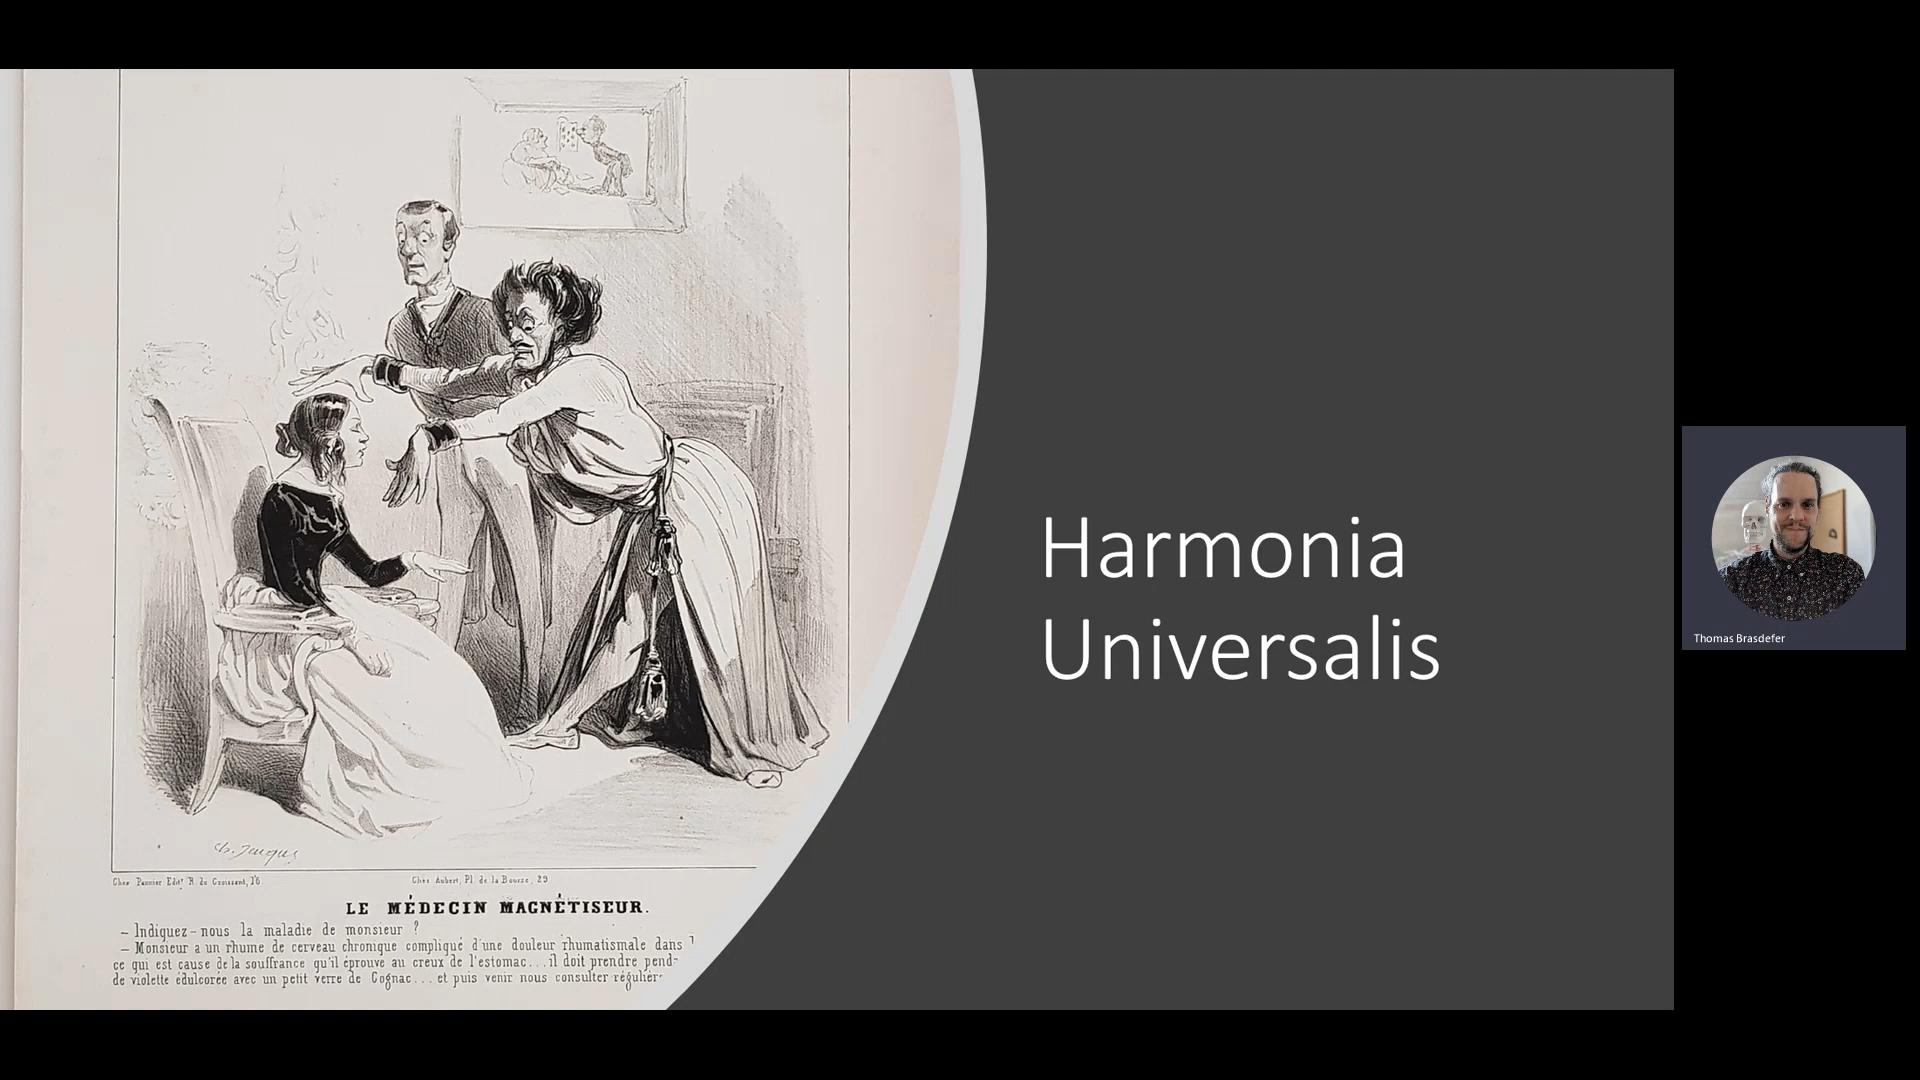 Ch. Jacque
Chez Pannier Edit. R. du Croissant, 16
Chez Aubert, Pl. de la Bourse, 29
LE MÉDECIN MAGNÉTISEUR.
– Indiquez-nous la maladie de monsieur ?
– Monsieur a un rhume de cerveau chronique compliqué d'une douleur rhumatismale dans
ce qui est cause de la souffrance qu'il éprouve au creux de l'estomac...il doit prendre
de violette édulcorée avec un petit verre de Cognac... et puis venir nous consulter
Harmonia
Universalis
Thomas Brasdefer